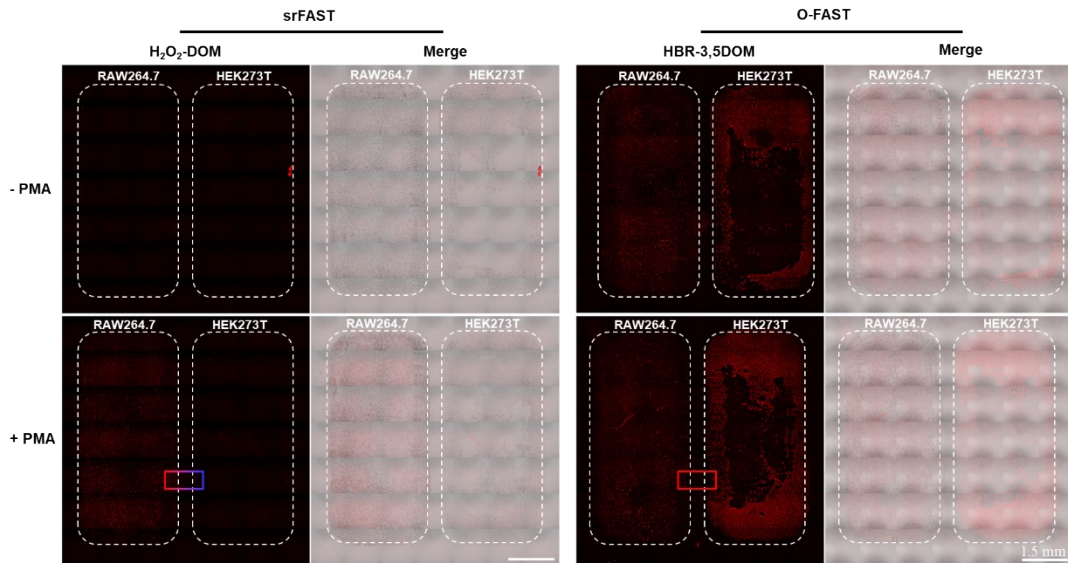 srFAST
O-FAST
H₂O₂-DOM
Merge
HBR-3,5DOM
Merge
RAW264.7
HEK273T
RAW264.7
HEK273T
RAW264.7
HEK273T
RAW264.7
HEK273T
- PMA
RAW264.7
HEK273T
RAW264.7
HEK273T
RAW264.7
HEK273T
RAW264.7
HEK273T
+ PMA
1.5 mm